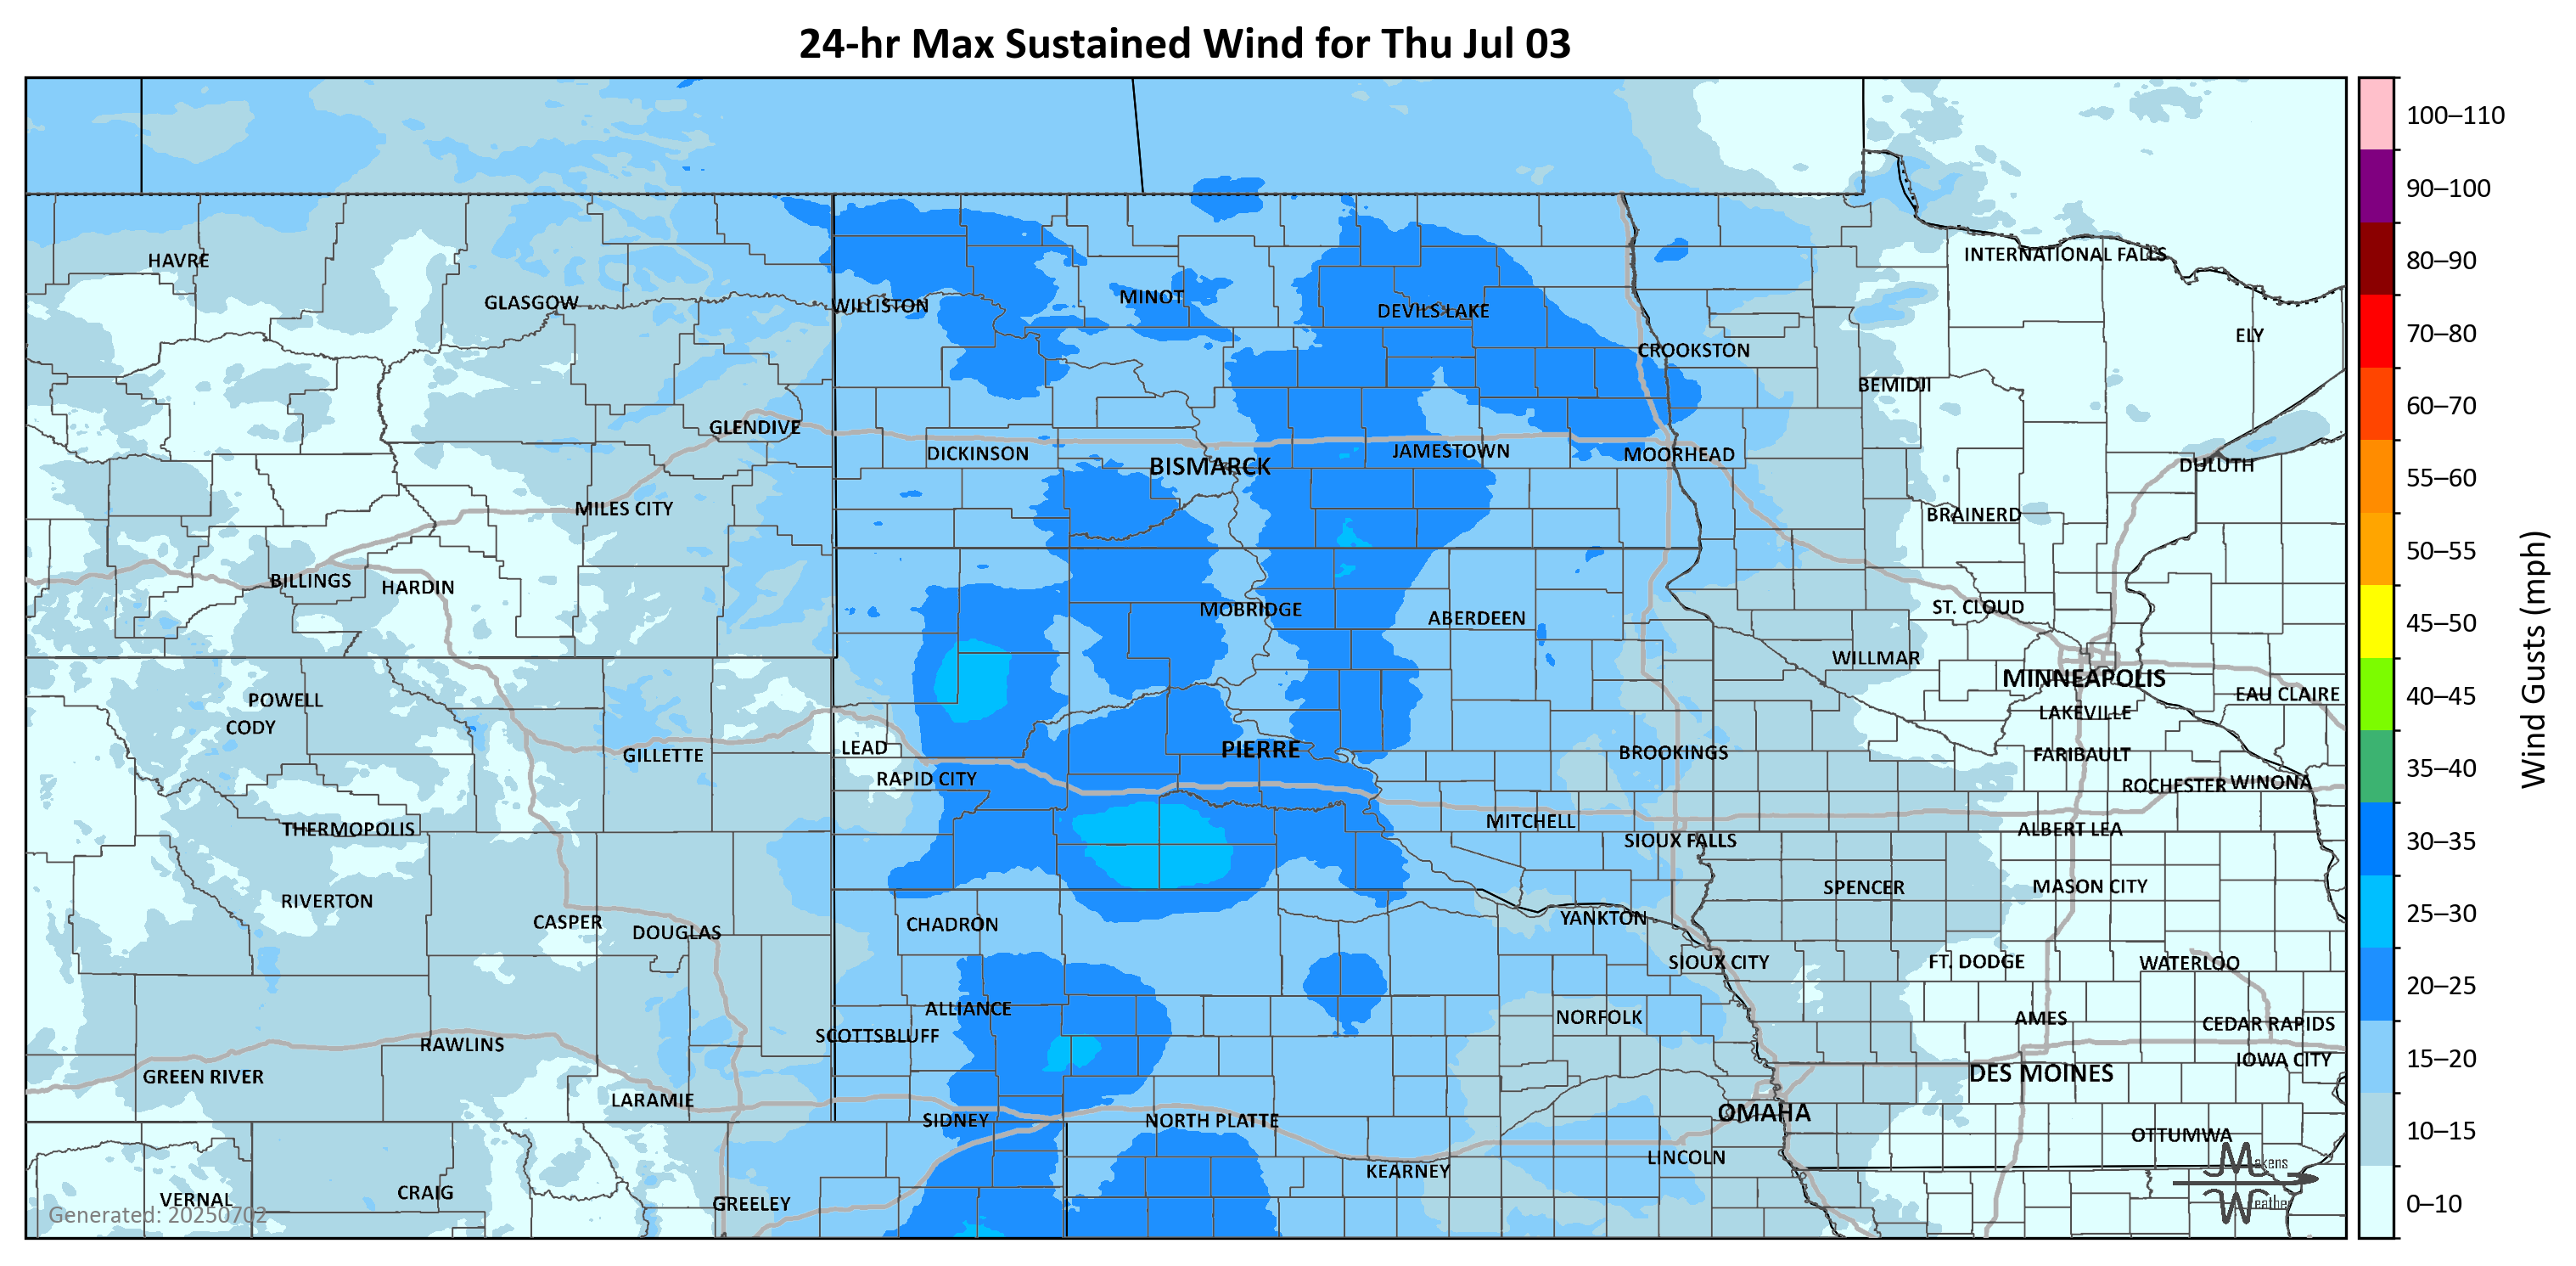 24-hr Max Sustained Wind for Thu Jul 03
100–110
90–100
80–90
70–80
60–70
55–60
50–55
45–50
40–45
35–40
30–35
25–30
20–25
15–20
10–15
0–10
Wind Gusts (mph)
HAVRE
INTERNATIONAL FALLS
GLASGOW
WILLISTON
MINOT
DEVILS LAKE
ELY
CROOKSTON
BEMIDJI
GLENDIVE
DICKINSON
BISMARCK
JAMESTOWN
MOORHEAD
DULUTH
MILES CITY
BRAINERD
BILLINGS
HARDIN
MOBRIDGE
ABERDEEN
ST. CLOUD
WILLMAR
MINNEAPOLIS
EAU CLAIRE
POWELL
CODY
LAKEVILLE
GILLETTE
LEAD
PIERRE
BROOKINGS
FARIBAULT
RAPID CITY
ROCHESTER
WINONA
THERMOPOLIS
MITCHELL
SIOUX FALLS
ALBERT LEA
RIVERTON
SPENCER
MASON CITY
CASPER
DOUGLAS
CHADRON
YANKTON
SIOUX CITY
FT. DODGE
WATERLOO
ALLIANCE
NORFOLK
AMES
CEDAR RAPIDS
SCOTTSBLUFF
RAWLINS
IOWA CITY
GREEN RIVER
DES MOINES
LARAMIE
SIDNEY
NORTH PLATTE
OMAHA
OTTUMWA
LINCOLN
KEARNEY
VERNAL
CRAIG
GREELEY
Makens
Weather
Generated: 20250702